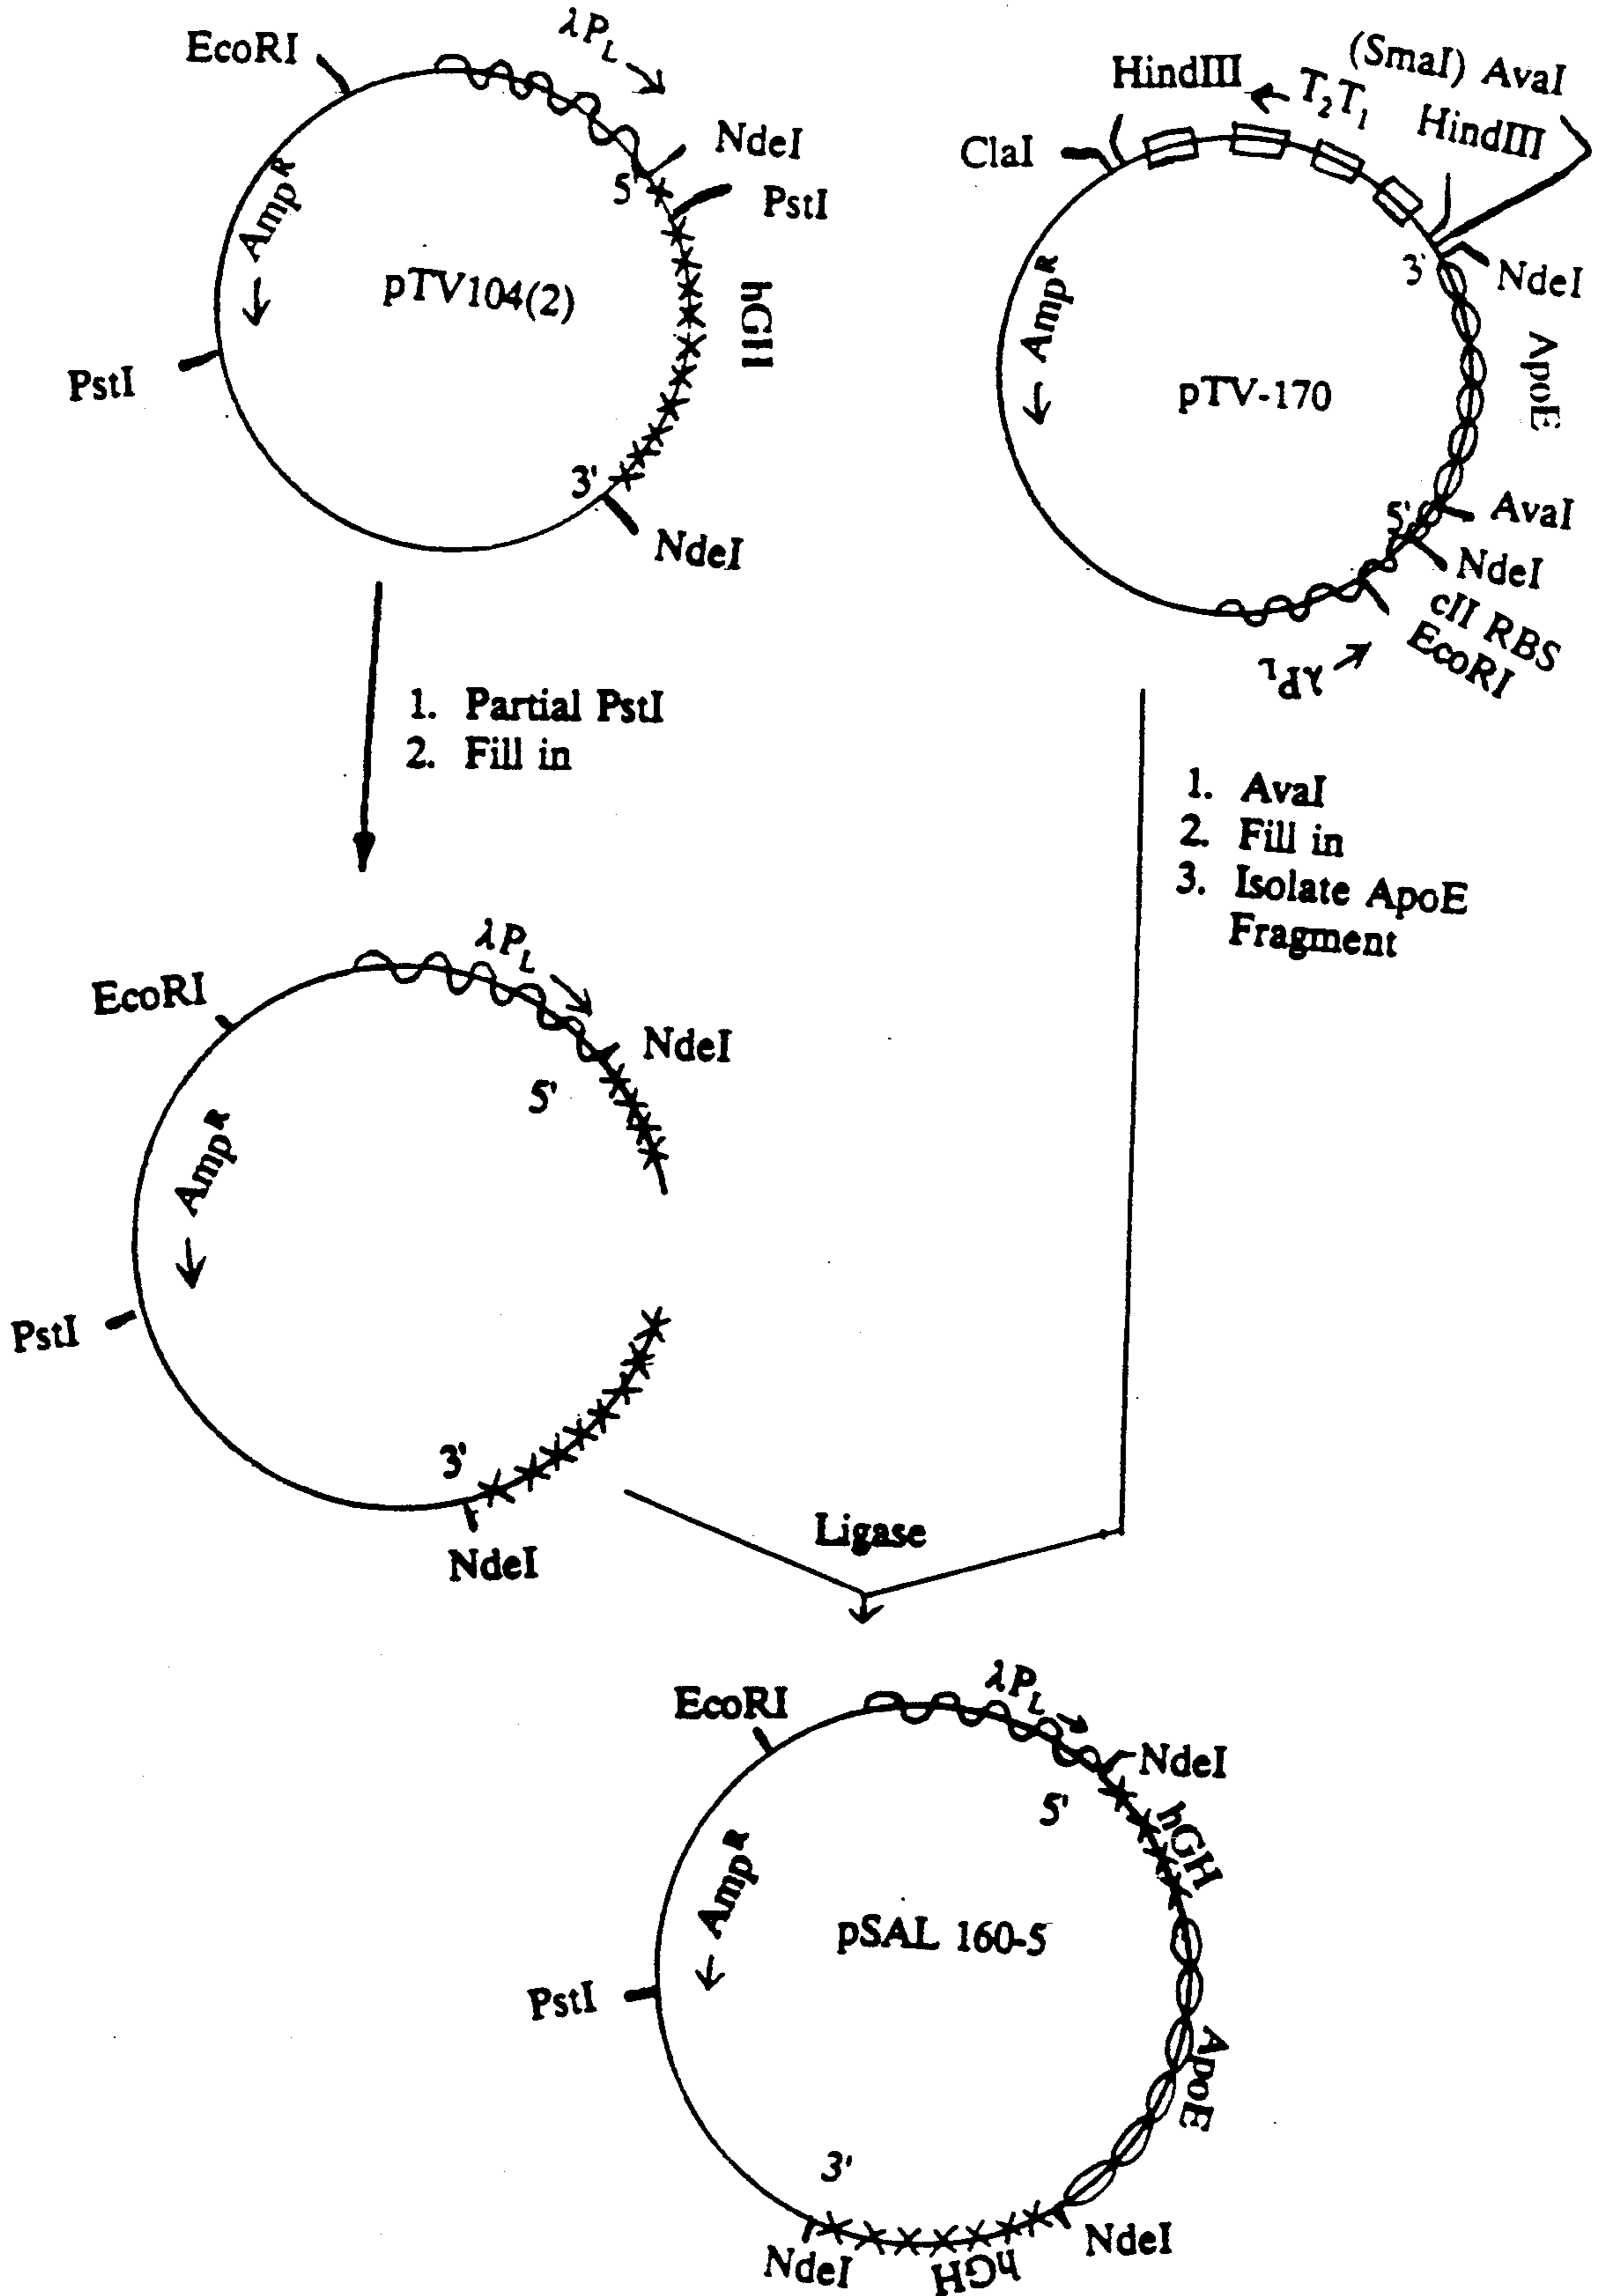 EcoRI
λP_L
NdeI
PstI
5'
Amp^R
pTV104(2)
hGH
PstI
3'
NdeI
HindIII
T₂T₁
(SmaI) AvaI
HindIII
ClaI
3'
NdeI
Amp^R
pTV-170
ApoE
5'
AvaI
NdeI
cII RBS
EcoRI
λP_L
1. Partial PstI
2. Fill in
1. AvaI
2. Fill in
3. Isolate ApoE
Fragment
EcoRI
λP_L
NdeI
5'
Amp^R
PstI
3'
NdeI
Ligase
EcoRI
λP_L
NdeI
5'
hGH
Amp^R
pSAL 160-5
PstI
ApoE
3'
NdeI
hGH
NdeI